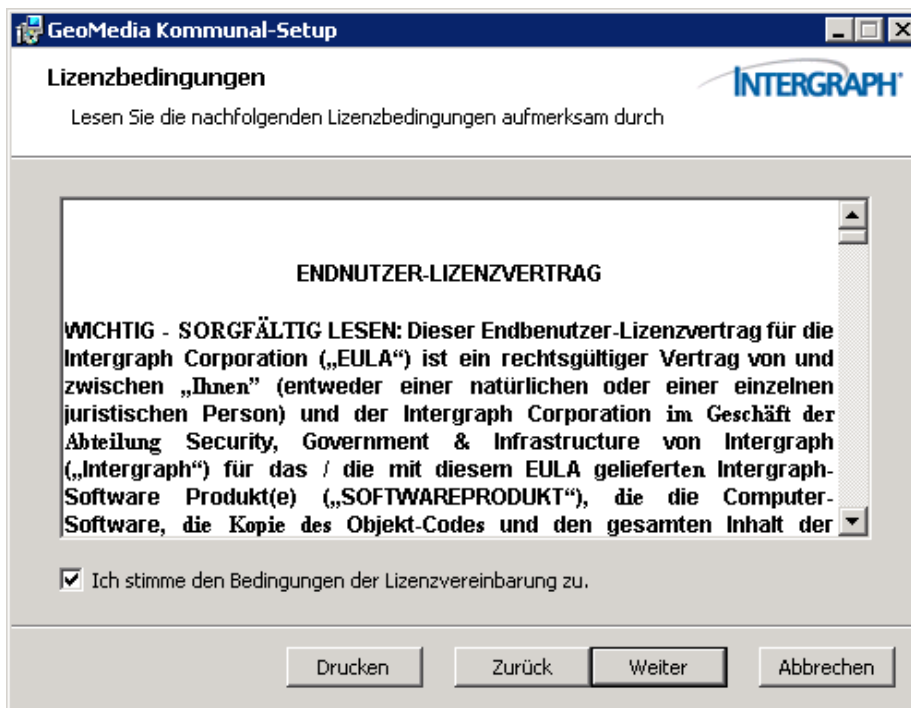 GeoMedia Kommunal-Setup
Lizenzbedingungen
INTERGRAPH
Lesen Sie die nachfolgenden Lizenzbedingungen aufmerksam durch
ENDNUTZER-LIZENZVERTRAG
WICHTIG - SORGFÄLTIG LESEN: Dieser Endbenutzer-Lizenzvertrag für die
Intergraph Corporation („EULA“) ist ein rechtsgültiger Vertrag von und
zwischen „Ihnen” (entweder einer natürlichen oder einer einzelnen
juristischen Person) und der Intergraph Corporation im Geschäft der
Abteilung Security, Government & Infrastructure von Intergraph
(„Intergraph“) für das / die mit diesem EULA gelieferten Intergraph-
Software Produkt(e) („SOFTWAREPRODUKT“), die die Computer-
Software, die Kopie des Objekt-Codes und den gesamten Inhalt der
Ich stimme den Bedingungen der Lizenzvereinbarung zu.
Drucken
Zurück
Weiter
Abbrechen